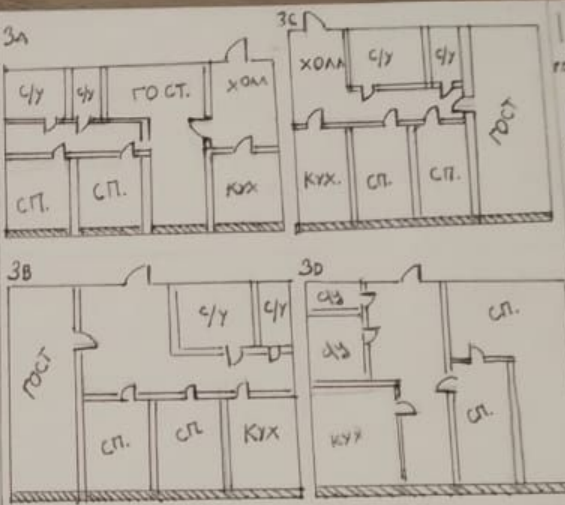 3А
С/У
С/У
ГОСТ.
ХОЛЛ
СП.
СП.
КУХ
3С
ХОЛЛ
С/У
С/У
ГОСТ
КУХ.
СП.
СП.
3В
ГОСТ
С/У
С/У
СП.
СП
КУХ
3D
С/У
С/У
КУХ
СП.
СП.